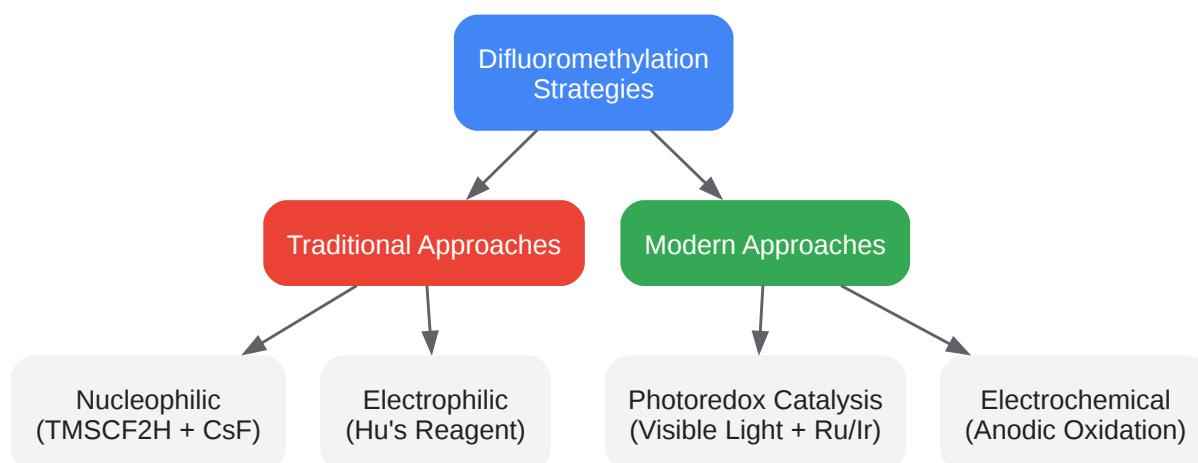 Difluoromethylation
Strategies
Traditional Approaches
Modern Approaches
Nucleophilic
(TMSCF2H + CsF)
Electrophilic
(Hu's Reagent)
Photoredox Catalysis
(Visible Light + Ru/Ir)
Electrochemical
(Anodic Oxidation)